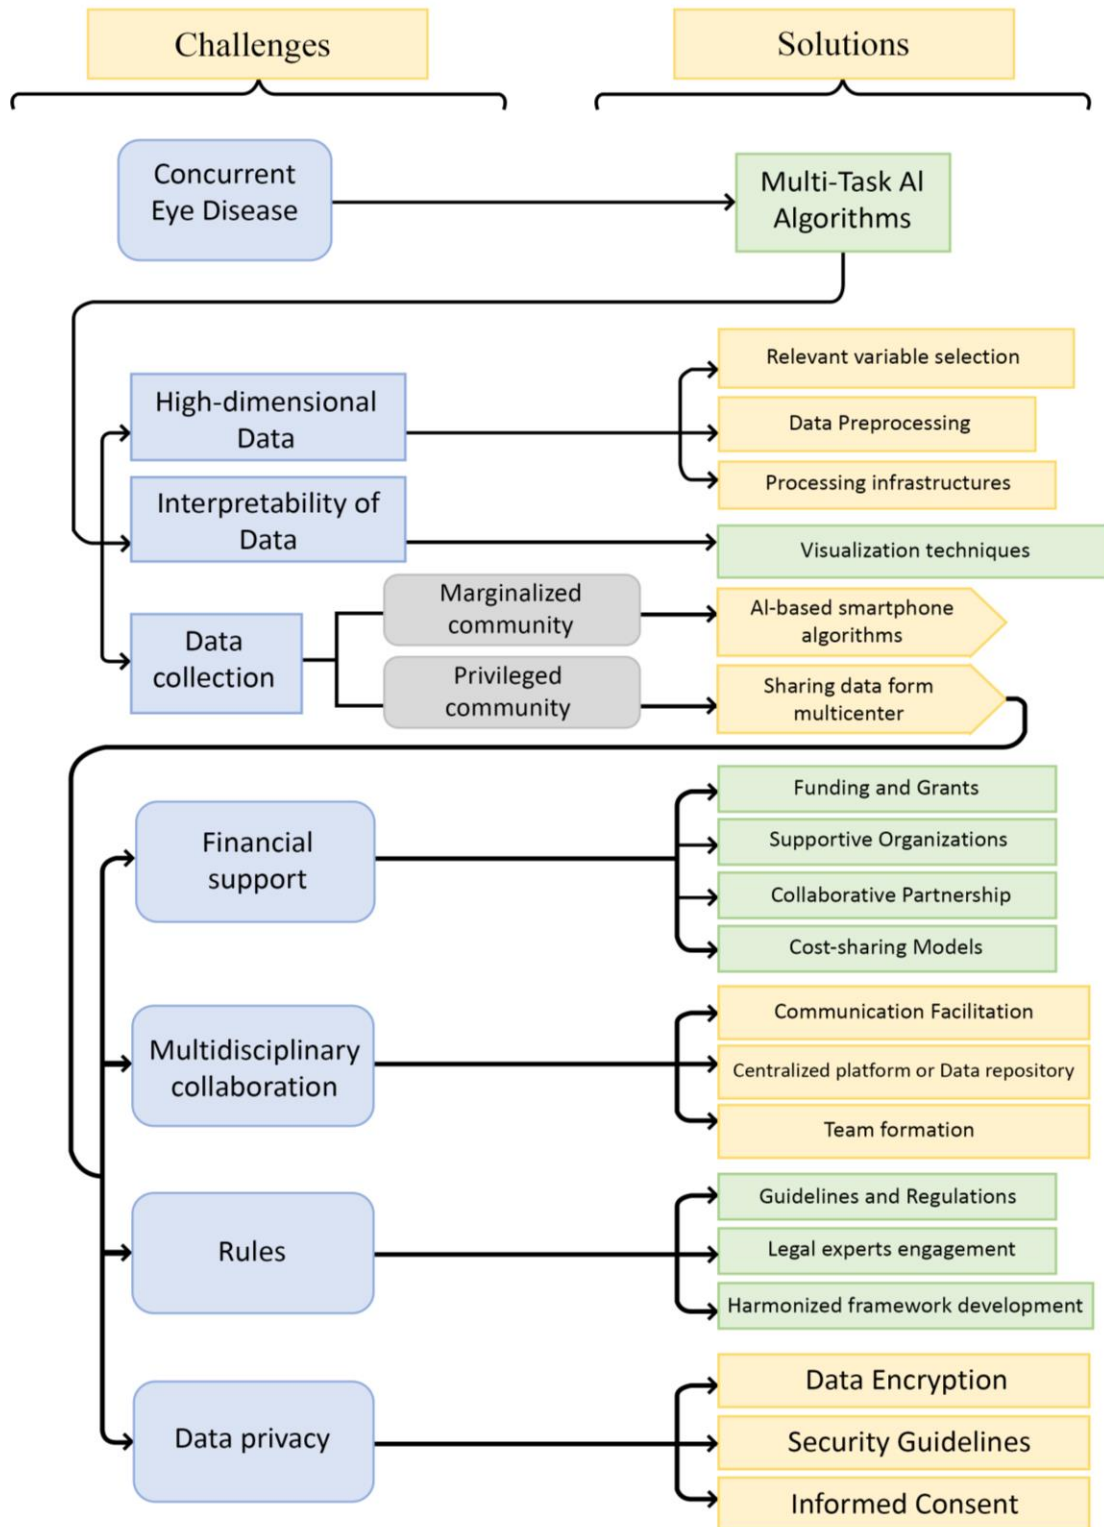 Challenges
Solutions
Concurrent
Eye Disease
Multi-Task AI
Algorithms
High-dimensional
Data
Relevant variable selection
Data Preprocessing
Processing infrastructures
Interpretability of
Data
Visualization techniques
Data
collection
Marginalized
community
AI-based smartphone
algorithms
Privileged
community
Sharing data form
multicenter
Financial
support
Funding and Grants
Supportive Organizations
Collaborative Partnership
Cost-sharing Models
Multidisciplinary
collaboration
Communication Facilitation
Centralized platform or Data repository
Team formation
Rules
Guidelines and Regulations
Legal experts engagement
Harmonized framework development
Data privacy
Data Encryption
Security Guidelines
Informed Consent